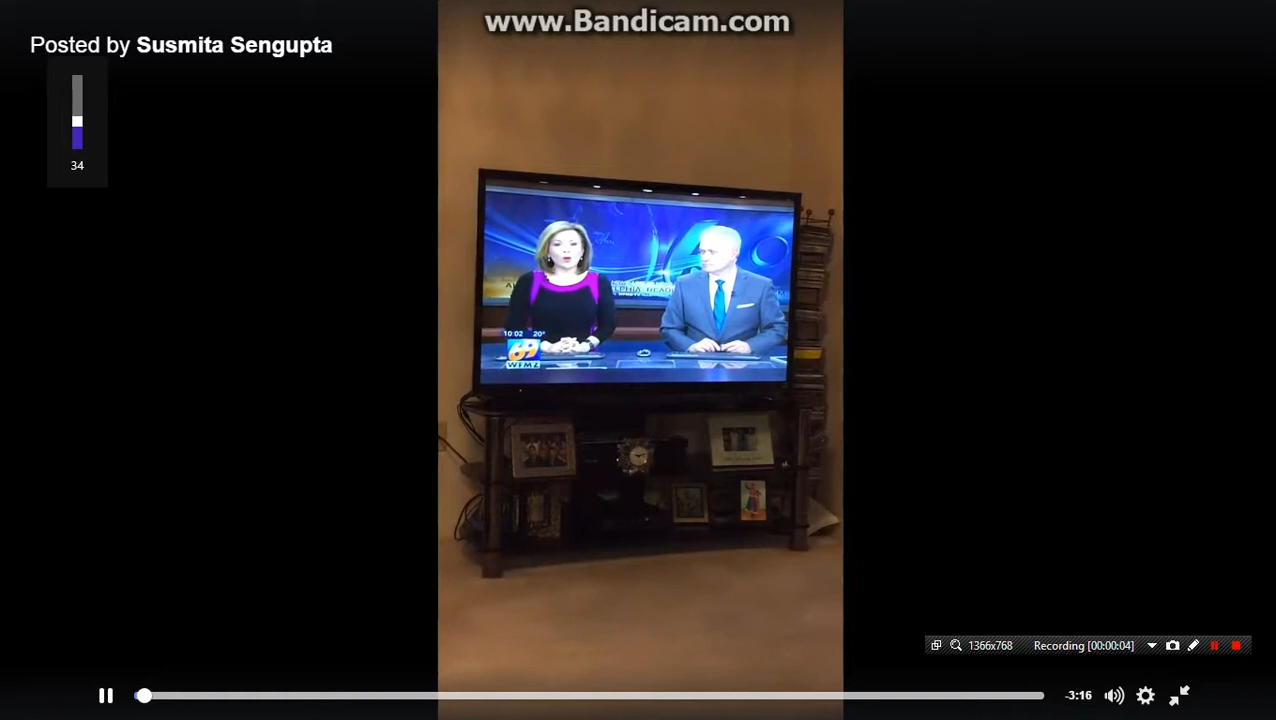 www.Bandicam.com
Posted by Susmita Sengupta
34
10:02 20°
69
WFMZ
1366x768 Recording [00:00:04]
-3:16